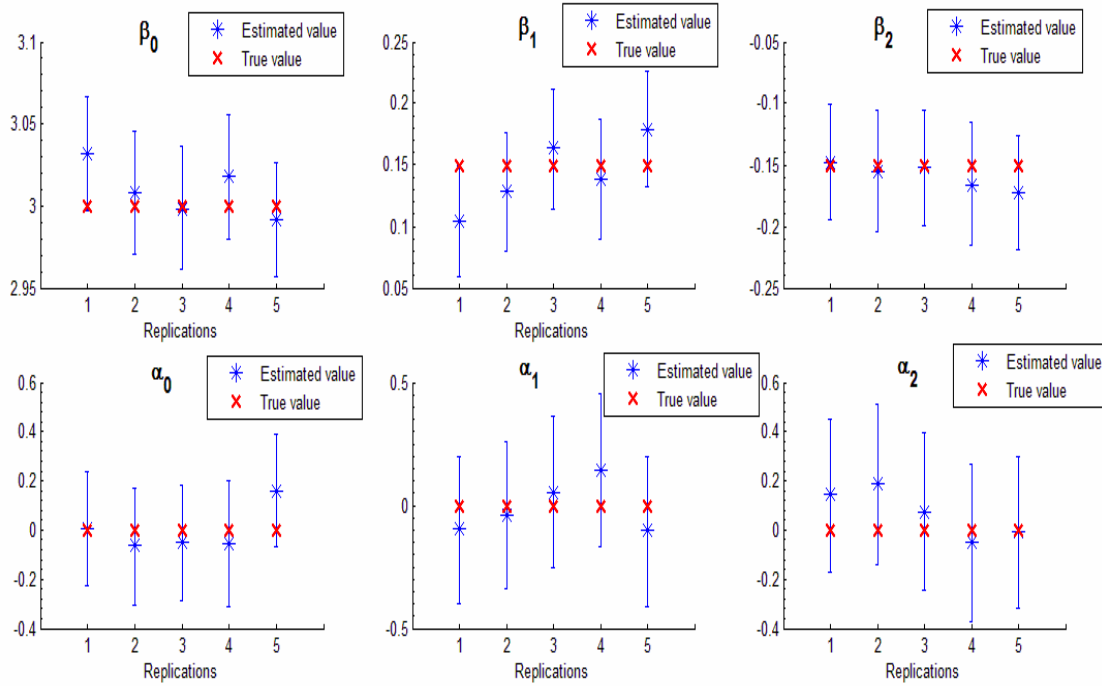 β0
Estimated value
True value
3.1
3.05
3
2.95
1 2 3 4 5
Replications
β1
Estimated value
True value
0.25
0.2
0.15
0.1
0.05
1 2 3 4 5
Replications
β2
Estimated value
True value
-0.05
-0.1
-0.15
-0.2
-0.25
1 2 3 4 5
Replications
α0
Estimated value
True value
0.6
0.4
0.2
0
-0.2
-0.4
1 2 3 4 5
Replications
α1
Estimated value
True value
0.5
0
-0.5
1 2 3 4 5
Replications
α2
Estimated value
True value
0.6
0.4
0.2
0
-0.2
-0.4
1 2 3 4 5
Replications